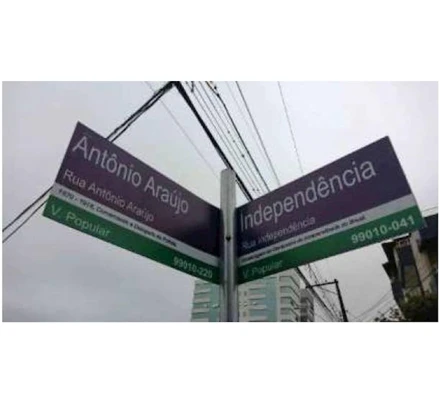 Antônio Araújo
Rua Antônio Araújo
V. Popular
99010-220
Independência
Rua Independência
V. Popular
99010-041